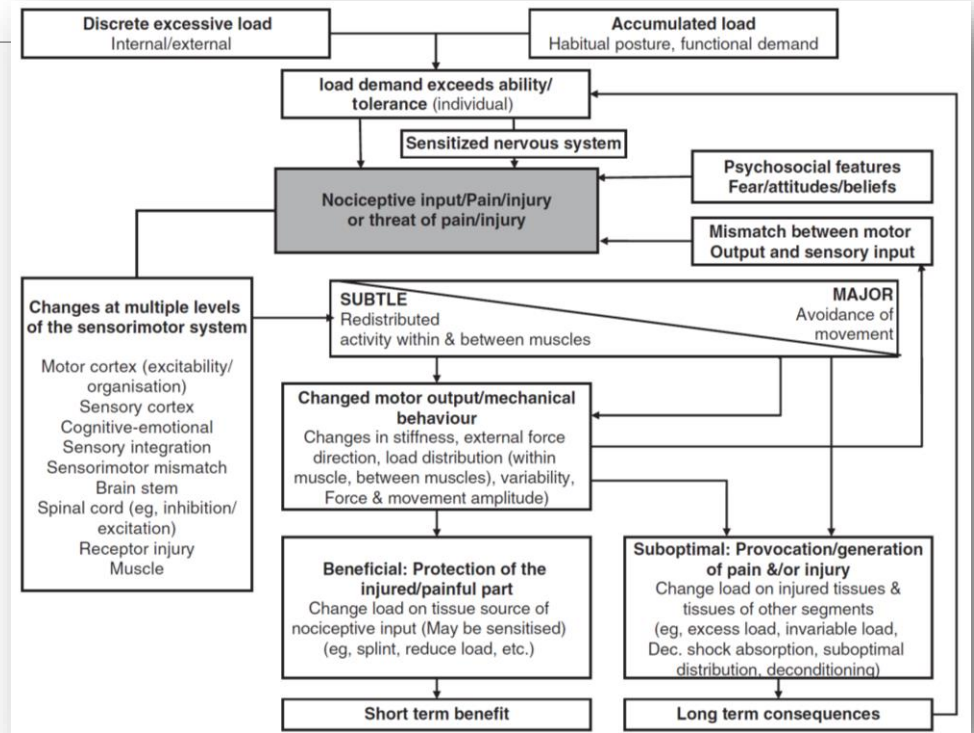 Discrete excessive load
Internal/external
Accumulated load
Habitual posture, functional demand
load demand exceeds ability/
tolerance (individual)
Sensitized nervous system
Nociceptive input/Pain/injury
or threat of pain/injury
Psychosocial features
Fear/attitudes/beliefs
Mismatch between motor
Output and sensory input
Changes at multiple levels
of the sensorimotor system
Motor cortex (excitability/
organisation)
Sensory cortex
Cognitive-emotional
Sensory integration
Sensorimotor mismatch
Brain stem
Spinal cord (eg, inhibition/
excitation)
Receptor injury
Muscle
SUBTLE
Redistributed
activity within & between muscles
MAJOR
Avoidance of
movement
Changed motor output/mechanical
behaviour
Changes in stiffness, external force
direction, load distribution (within
muscle, between muscles), variability,
Force & movement amplitude)
Beneficial: Protection of the
injured/painful part
Change load on tissue source of
nociceptive input (May be sensitised)
(eg, splint, reduce load, etc.)
Suboptimal: Provocation/generation
of pain &/or injury
Change load on injured tissues &
tissues of other segments
(eg, excess load, invariable load,
Dec. shock absorption, suboptimal
distribution, deconditioning)
Short term benefit
Long term consequences